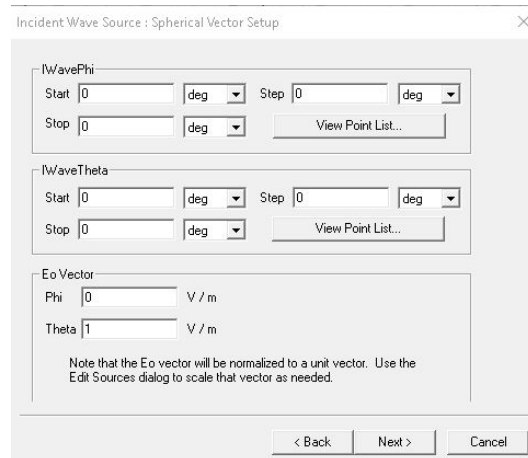 Incident Wave Source : Spherical Vector Setup
IWavePhi
Start 0 deg Step 0 deg
Stop 0 deg View Point List...
IWaveTheta
Start 0 deg Step 0 deg
Stop 0 deg View Point List...
Eo Vector
Phi 0 V / m
Theta 1 V / m
Note that the Eo vector will be normalized to a unit vector. Use the
Edit Sources dialog to scale that vector as needed.
< Back Next > Cancel